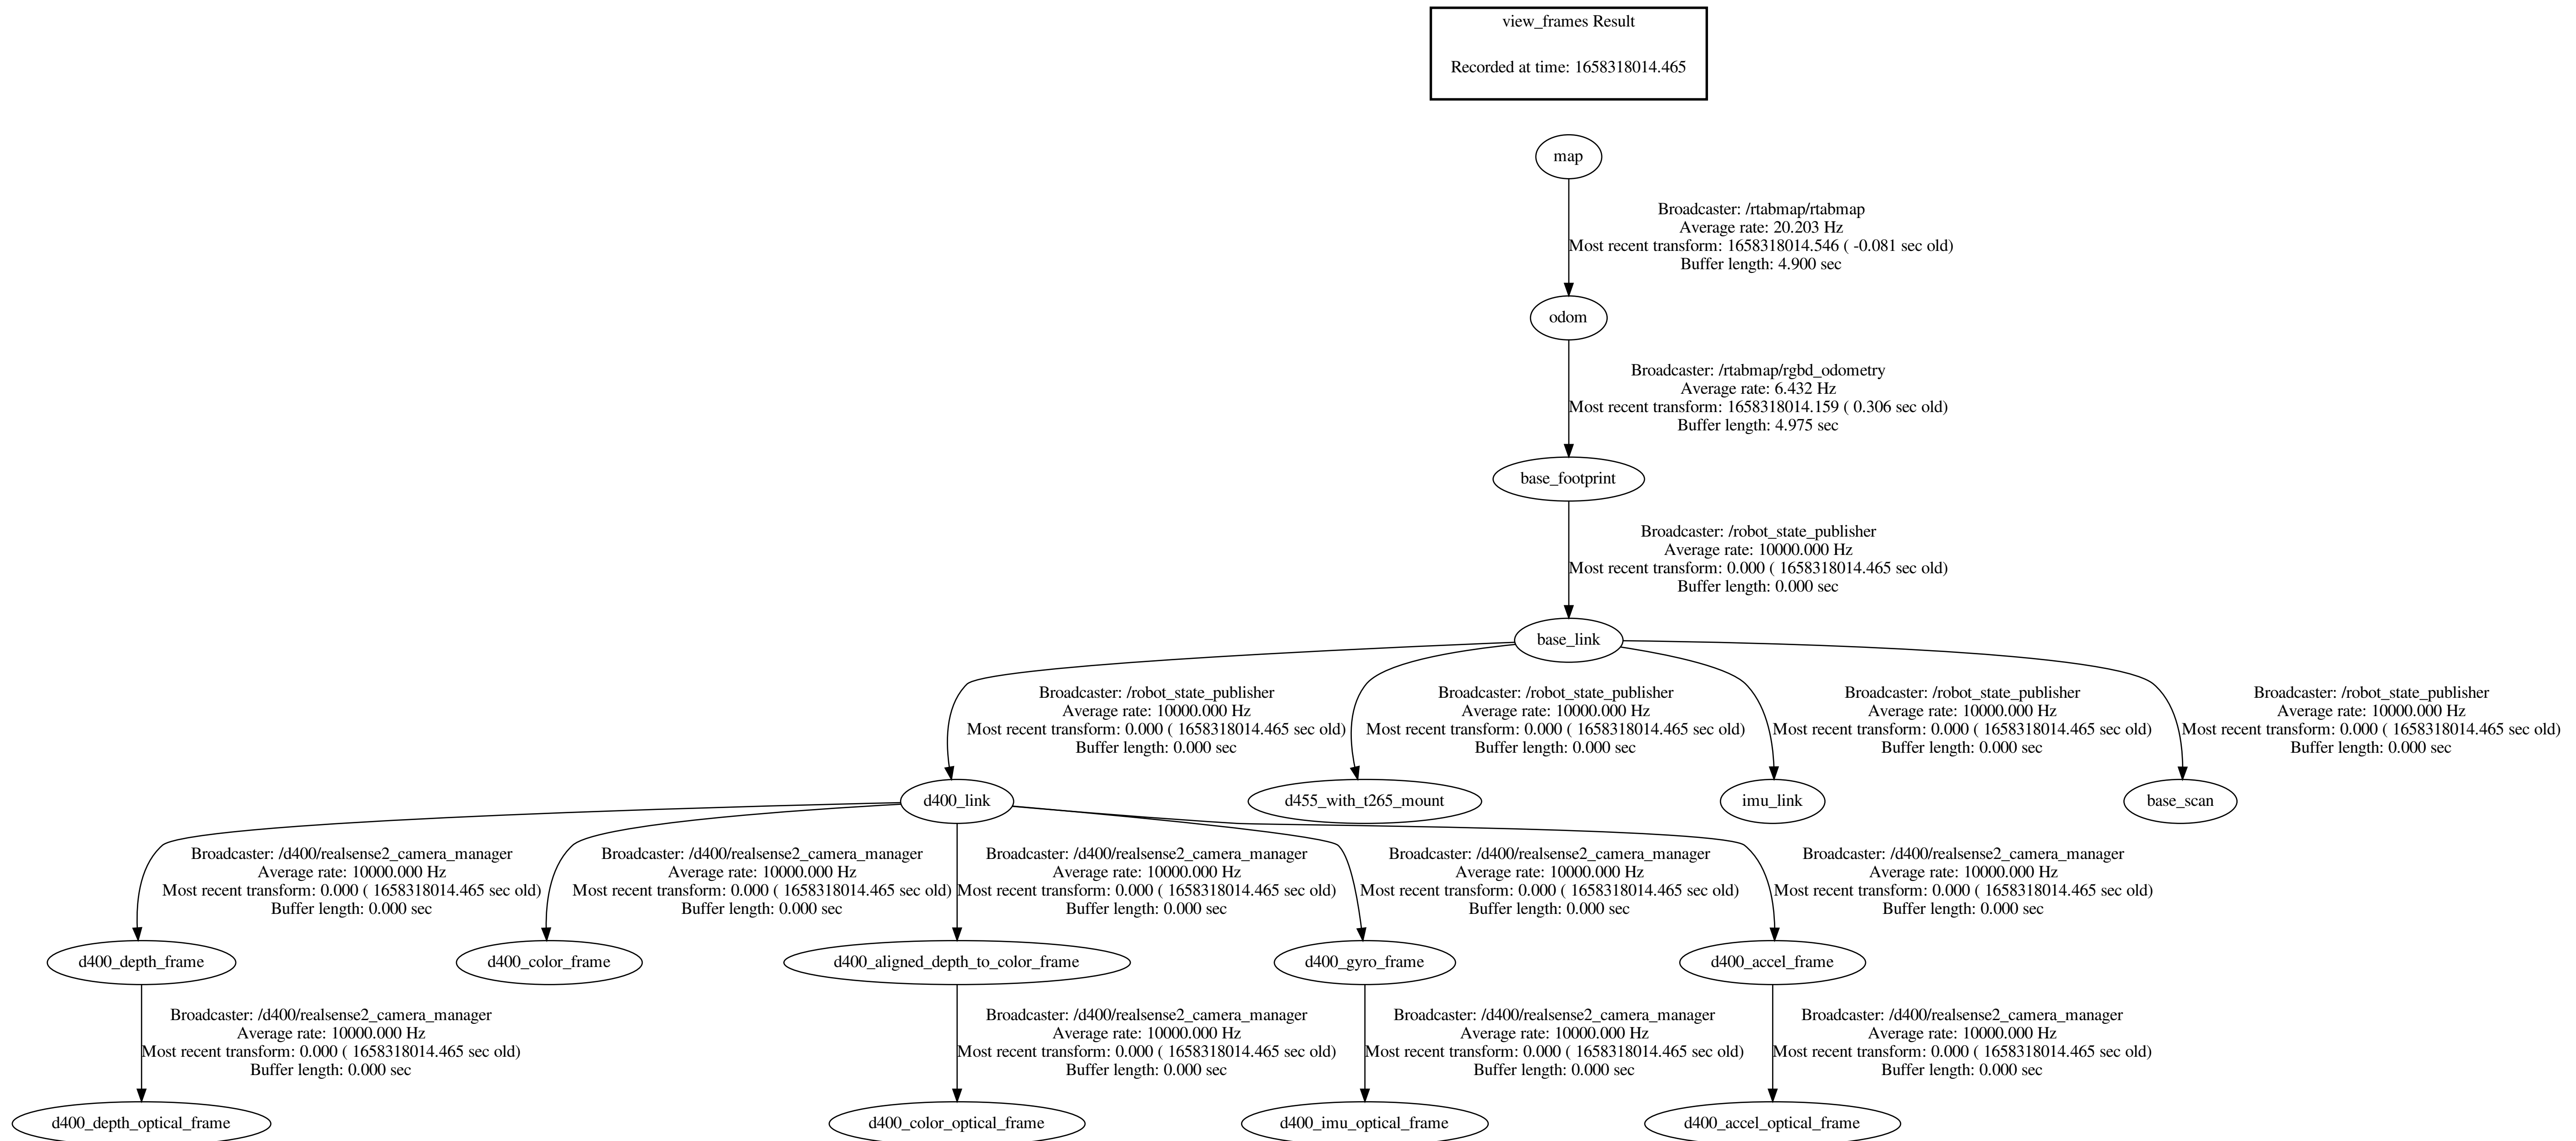 view_frames Result
Recorded at time: 1658318014.465
map
Broadcaster: /rtabmap/rtabmap
Average rate: 20.203 Hz
Most recent transform: 1658318014.546 ( -0.081 sec old)
Buffer length: 4.900 sec
odom
Broadcaster: /rtabmap/rgbd_odometry
Average rate: 6.432 Hz
Most recent transform: 1658318014.159 ( 0.306 sec old)
Buffer length: 4.975 sec
base_footprint
Broadcaster: /robot_state_publisher
Average rate: 10000.000 Hz
Most recent transform: 0.000 ( 1658318014.465 sec old)
Buffer length: 0.000 sec
base_link
Broadcaster: /robot_state_publisher
Average rate: 10000.000 Hz
Most recent transform: 0.000 ( 1658318014.465 sec old)
Buffer length: 0.000 sec
Broadcaster: /robot_state_publisher
Average rate: 10000.000 Hz
Most recent transform: 0.000 ( 1658318014.465 sec old)
Buffer length: 0.000 sec
Broadcaster: /robot_state_publisher
Average rate: 10000.000 Hz
Most recent transform: 0.000 ( 1658318014.465 sec old)
Buffer length: 0.000 sec
Broadcaster: /robot_state_publisher
Average rate: 10000.000 Hz
Most recent transform: 0.000 ( 1658318014.465 sec old)
Buffer length: 0.000 sec
d400_link
d455_with_t265_mount
imu_link
base_scan
Broadcaster: /d400/realsense2_camera_manager
Average rate: 10000.000 Hz
Most recent transform: 0.000 ( 1658318014.465 sec old)
Buffer length: 0.000 sec
Broadcaster: /d400/realsense2_camera_manager
Average rate: 10000.000 Hz
Most recent transform: 0.000 ( 1658318014.465 sec old)
Buffer length: 0.000 sec
Broadcaster: /d400/realsense2_camera_manager
Average rate: 10000.000 Hz
Most recent transform: 0.000 ( 1658318014.465 sec old)
Buffer length: 0.000 sec
Broadcaster: /d400/realsense2_camera_manager
Average rate: 10000.000 Hz
Most recent transform: 0.000 ( 1658318014.465 sec old)
Buffer length: 0.000 sec
Broadcaster: /d400/realsense2_camera_manager
Average rate: 10000.000 Hz
Most recent transform: 0.000 ( 1658318014.465 sec old)
Buffer length: 0.000 sec
d400_depth_frame
d400_color_frame
d400_aligned_depth_to_color_frame
d400_gyro_frame
d400_accel_frame
Broadcaster: /d400/realsense2_camera_manager
Average rate: 10000.000 Hz
Most recent transform: 0.000 ( 1658318014.465 sec old)
Buffer length: 0.000 sec
Broadcaster: /d400/realsense2_camera_manager
Average rate: 10000.000 Hz
Most recent transform: 0.000 ( 1658318014.465 sec old)
Buffer length: 0.000 sec
Broadcaster: /d400/realsense2_camera_manager
Average rate: 10000.000 Hz
Most recent transform: 0.000 ( 1658318014.465 sec old)
Buffer length: 0.000 sec
Broadcaster: /d400/realsense2_camera_manager
Average rate: 10000.000 Hz
Most recent transform: 0.000 ( 1658318014.465 sec old)
Buffer length: 0.000 sec
d400_depth_optical_frame
d400_color_optical_frame
d400_imu_optical_frame
d400_accel_optical_frame